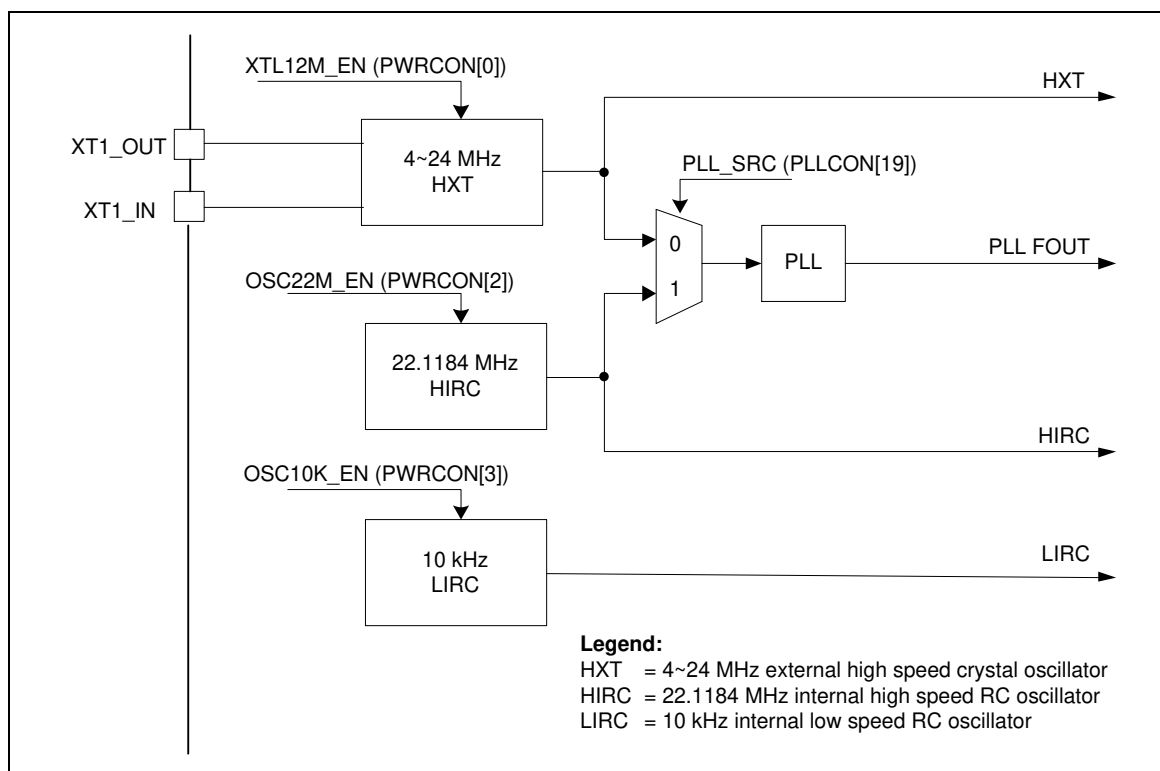 XTL12M_EN (PWRCON[0])
HXT
XT1_OUT
4~24 MHz
HXT
PLL_SRC (PLLCON[19])
XT1_IN
0
PLL
PLL FOUT
1
OSC22M_EN (PWRCON[2])
22.1184 MHz
HIRC
HIRC
OSC10K_EN (PWRCON[3])
10 kHz
LIRC
LIRC
Legend:
HXT = 4~24 MHz external high speed crystal oscillator
HIRC = 22.1184 MHz internal high speed RC oscillator
LIRC = 10 kHz internal low speed RC oscillator